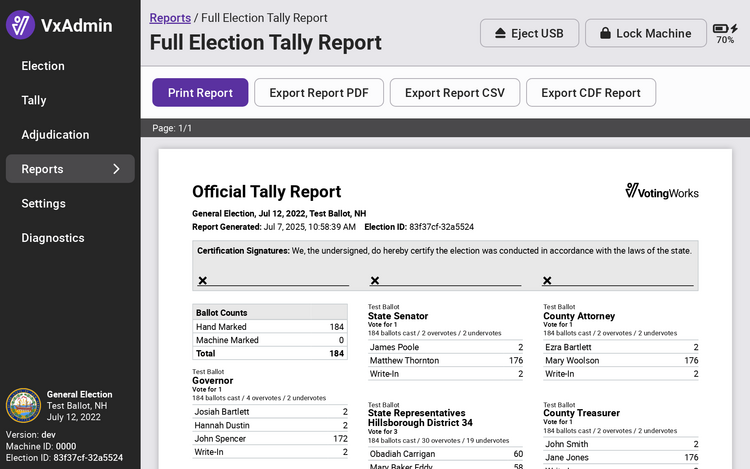 VxAdmin
Election
Tally
Adjudication
Reports
Settings
Diagnostics
General Election
Test Ballot, NH
July 12, 2022
Version: dev
Machine ID: 0000
Election ID: 83f37cf-32a5524
Reports / Full Election Tally Report
Full Election Tally Report
Eject USB
Lock Machine
70%
Print Report
Export Report PDF
Export Report CSV
Export CDF Report
Page: 1/1
Official Tally Report
VotingWorks
General Election, Jul 12, 2022, Test Ballot, NH
Report Generated: Jul 7, 2025, 10:58:39 AM Election ID: 83f37cf-32a5524
Certification Signatures: We, the undersigned, do hereby certify the election was conducted in accordance with the laws of the state.
Ballot Counts
Hand Marked 184
Machine Marked 0
Total 184
Test Ballot
Governor
Vote for 1
184 ballots cast / 4 overvotes / 2 undervotes
Josiah Bartlett 2
Hannah Dustin 2
John Spencer 172
Write-In 2
Test Ballot
State Senator
Vote for 1
184 ballots cast / 2 overvotes / 2 undervotes
James Poole 2
Matthew Thornton 176
Write-In 2
Test Ballot
State Representatives
Hillsborough District 34
Vote for 3
184 ballots cast / 30 overvotes / 19 undervotes
Obadiah Carrigan 60
Mary Baker Eddy 58
Test Ballot
County Attorney
Vote for 1
184 ballots cast / 2 overvotes / 2 undervotes
Ezra Bartlett 2
Mary Woolson 176
Write-In 2
Test Ballot
County Treasurer
Vote for 1
184 ballots cast / 2 overvotes / 2 undervotes
John Smith 2
Jane Jones 176